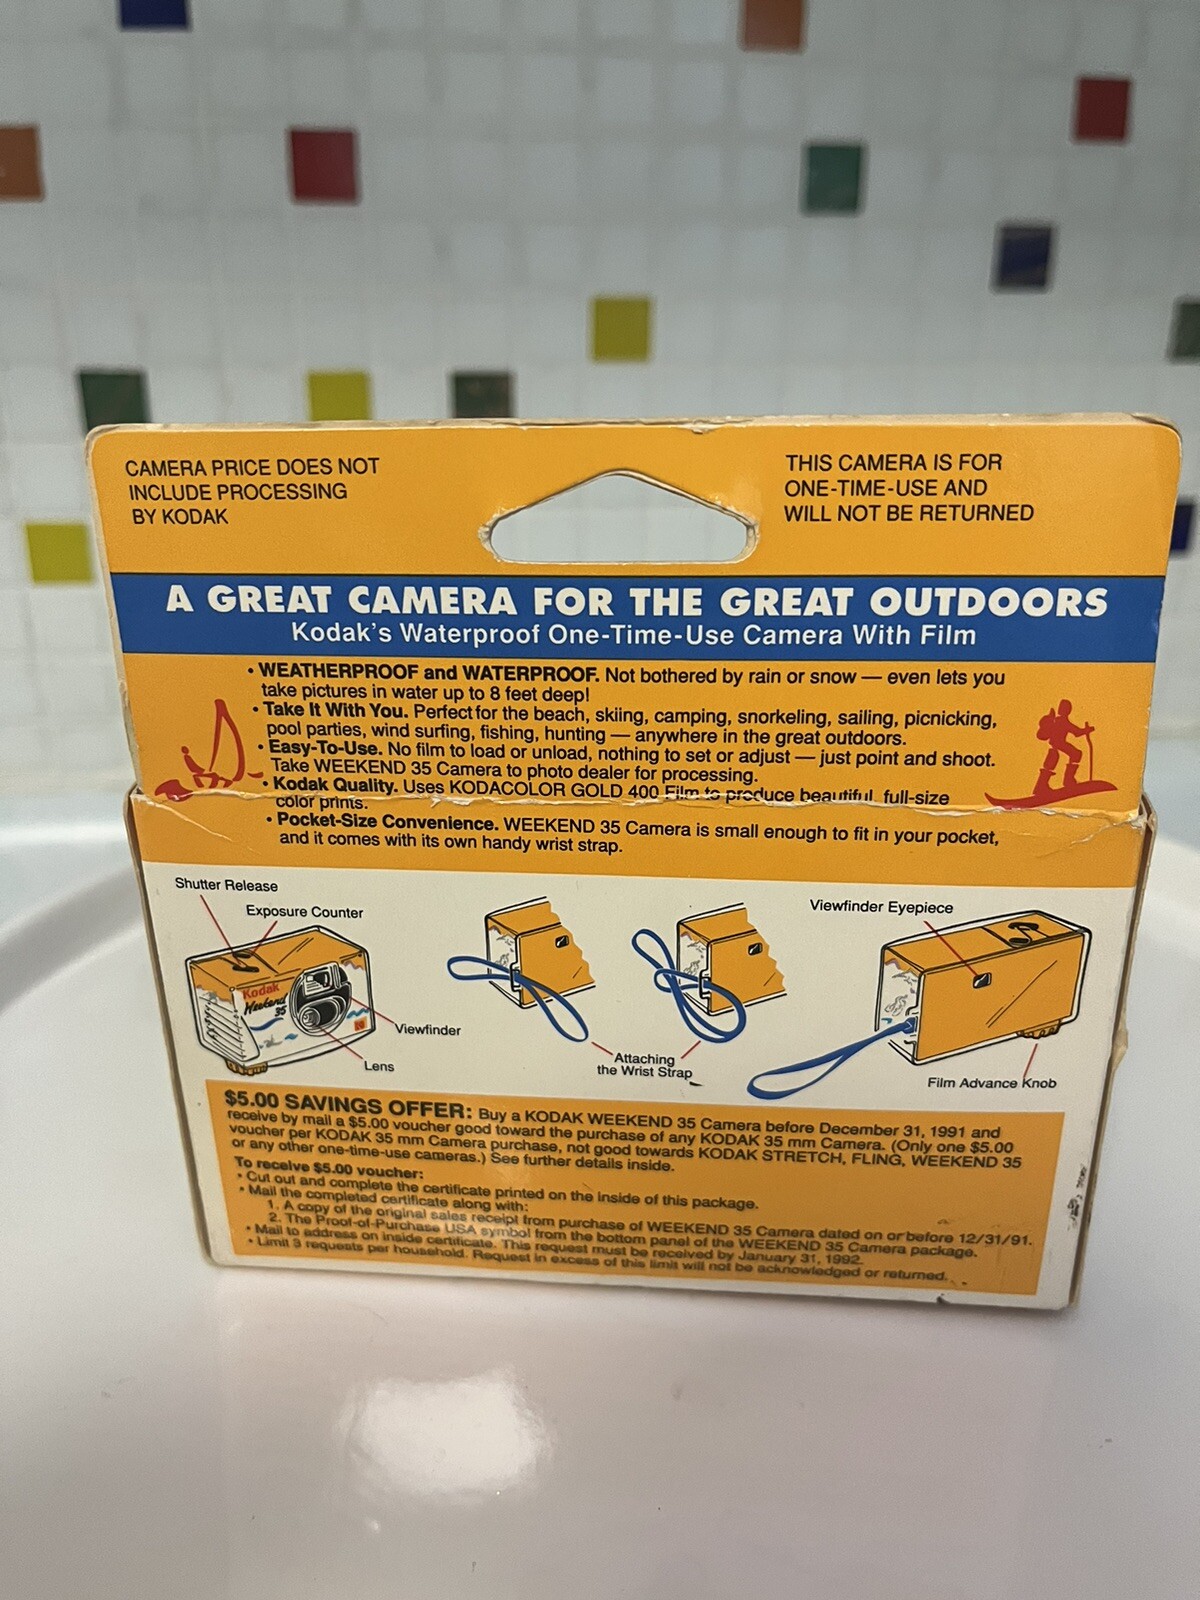 CAMERA PRICE DOES NOT
INCLUDE PROCESSING
BY KODAK
THIS CAMERA IS FOR
ONE-TIME-USE AND
WILL NOT BE RETURNED
A GREAT CAMERA FOR THE GREAT OUTDOORS
Kodak's Waterproof One-Time-Use Camera With Film
• WEATHERPROOF and WATERPROOF. Not bothered by rain or snow — even lets you
take pictures in water up to 8 feet deep!
• Take It With You. Perfect for the beach, skiing, camping, snorkeling, sailing, picnicking,
pool parties, wind surfing, fishing, hunting — anywhere in the great outdoors.
• Easy-To-Use. No film to load or unload, nothing to set or adjust — just point and shoot.
Take WEEKEND 35 Camera to photo dealer for processing.
• Kodak Quality. Uses KODACOLOR GOLD 400 Film to produce beautiful, full-size
color prints.
• Pocket-Size Convenience. WEEKEND 35 Camera is small enough to fit in your pocket,
and it comes with its own handy wrist strap.
Shutter Release
Exposure Counter
Kodak
Weekend
35
Viewfinder
Lens
Attaching
the Wrist Strap
Viewfinder Eyepiece
Film Advance Knob
$5.00 SAVINGS OFFER: Buy a KODAK WEEKEND 35 Camera before December 31, 1991 and
receive by mail a $5.00 voucher good toward the purchase of any KODAK 35 mm Camera. (Only one $5.00
voucher per KODAK 35 mm Camera purchase, not good towards KODAK STRETCH, FLING, WEEKEND 35
or any other one-time-use cameras.) See further details inside.
To receive $5.00 voucher:
• Cut out and complete the certificate printed on the inside of this package.
• Mail the completed certificate along with:
1. A copy of the original sales receipt from purchase of WEEKEND 35 Camera dated on or before 12/31/91.
2. The Proof-of-Purchase USA symbol from the bottom panel of the WEEKEND 35 Camera package.
• Mail to address on inside certificate. This request must be received by January 31, 1992.
• Limit 3 requests per household. Request in excess of this limit will not be acknowledged or returned.